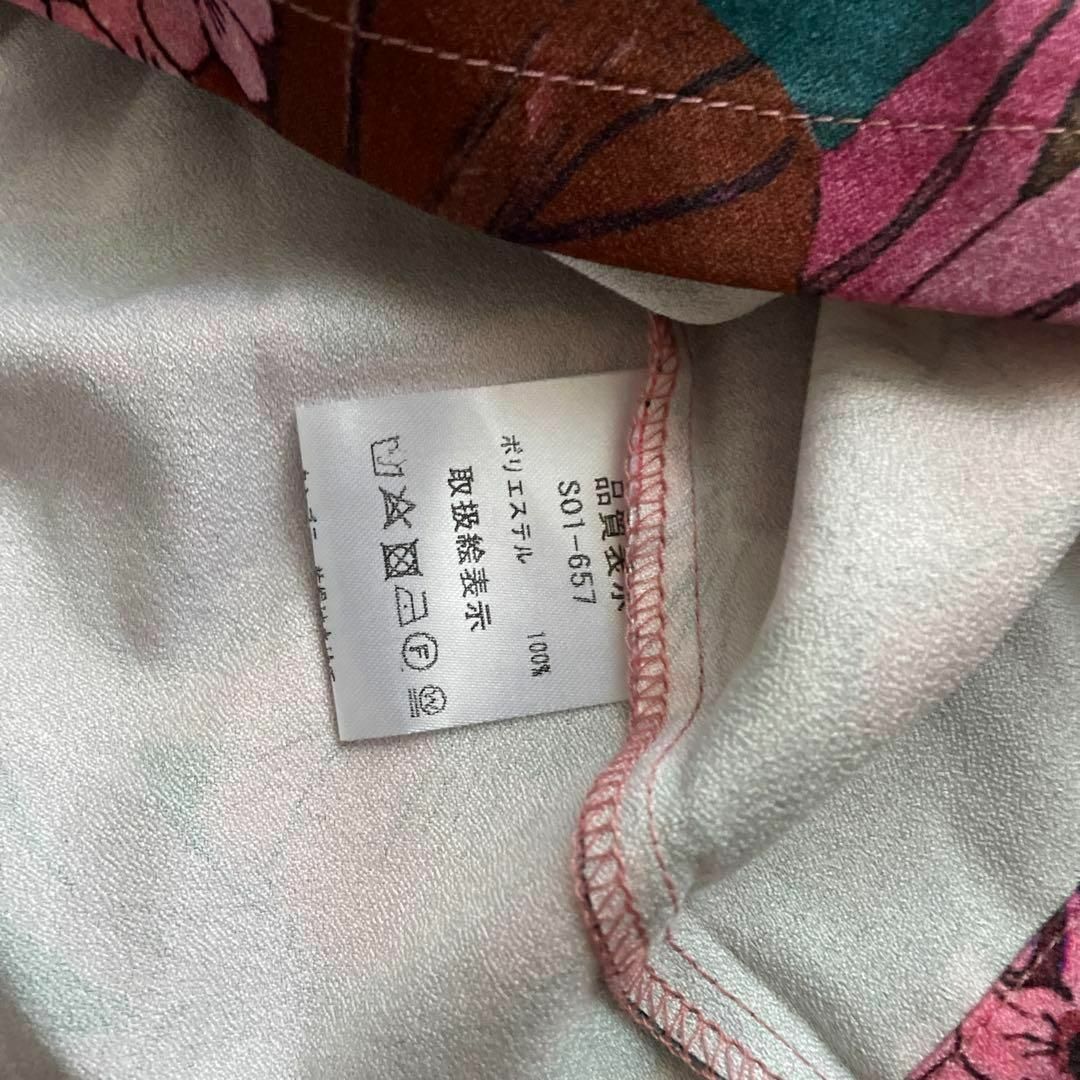 品質表示
S01-657
ポリエステル 100%
取扱絵表示
F
W